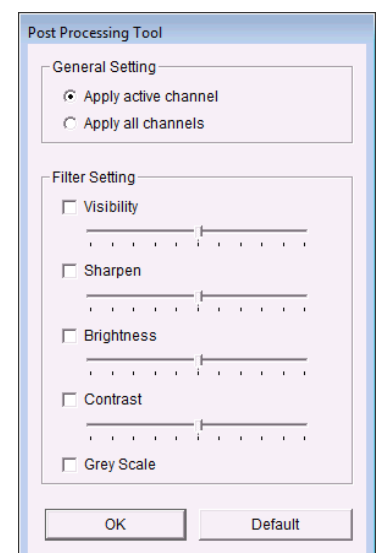 Post Processing Tool
General Setting
Apply active channel
Apply all channels
Filter Setting
Visibility
Sharpen
Brightness
Contrast
Grey Scale
OK
Default